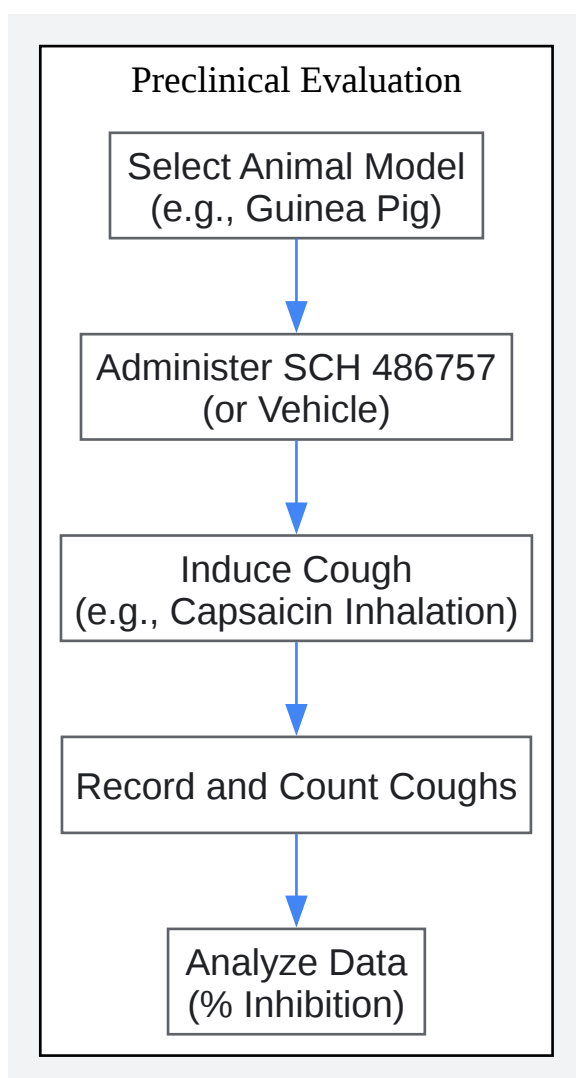 Preclinical Evaluation
Select Animal Model
(e.g., Guinea Pig)
Administer SCH 486757
(or Vehicle)
Induce Cough
(e.g., Capsaicin Inhalation)
Record and Count Coughs
Analyze Data
(% Inhibition)